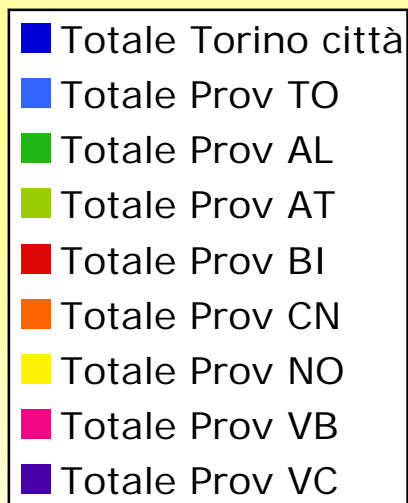 Totale Torino città
Totale Prov TO
Totale Prov AL
Totale Prov AT
Totale Prov BI
Totale Prov CN
Totale Prov NO
Totale Prov VB
Totale Prov VC